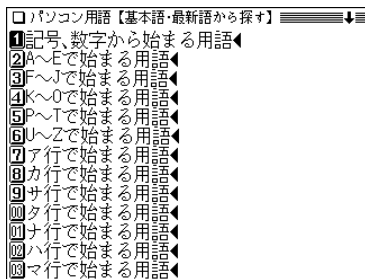 □パソコン用語【基本語・最新語から探す】
1記号、数字から始まる用語◀
2A〜Eで始まる用語◀
3F〜Jで始まる用語◀
4K〜Oで始まる用語◀
5P〜Tで始まる用語◀
6U〜Zで始まる用語◀
7ア行で始まる用語◀
8カ行で始まる用語◀
9サ行で始まる用語◀
00タ行で始まる用語◀
01ナ行で始まる用語◀
02ハ行で始まる用語◀
03マ行で始まる用語◀